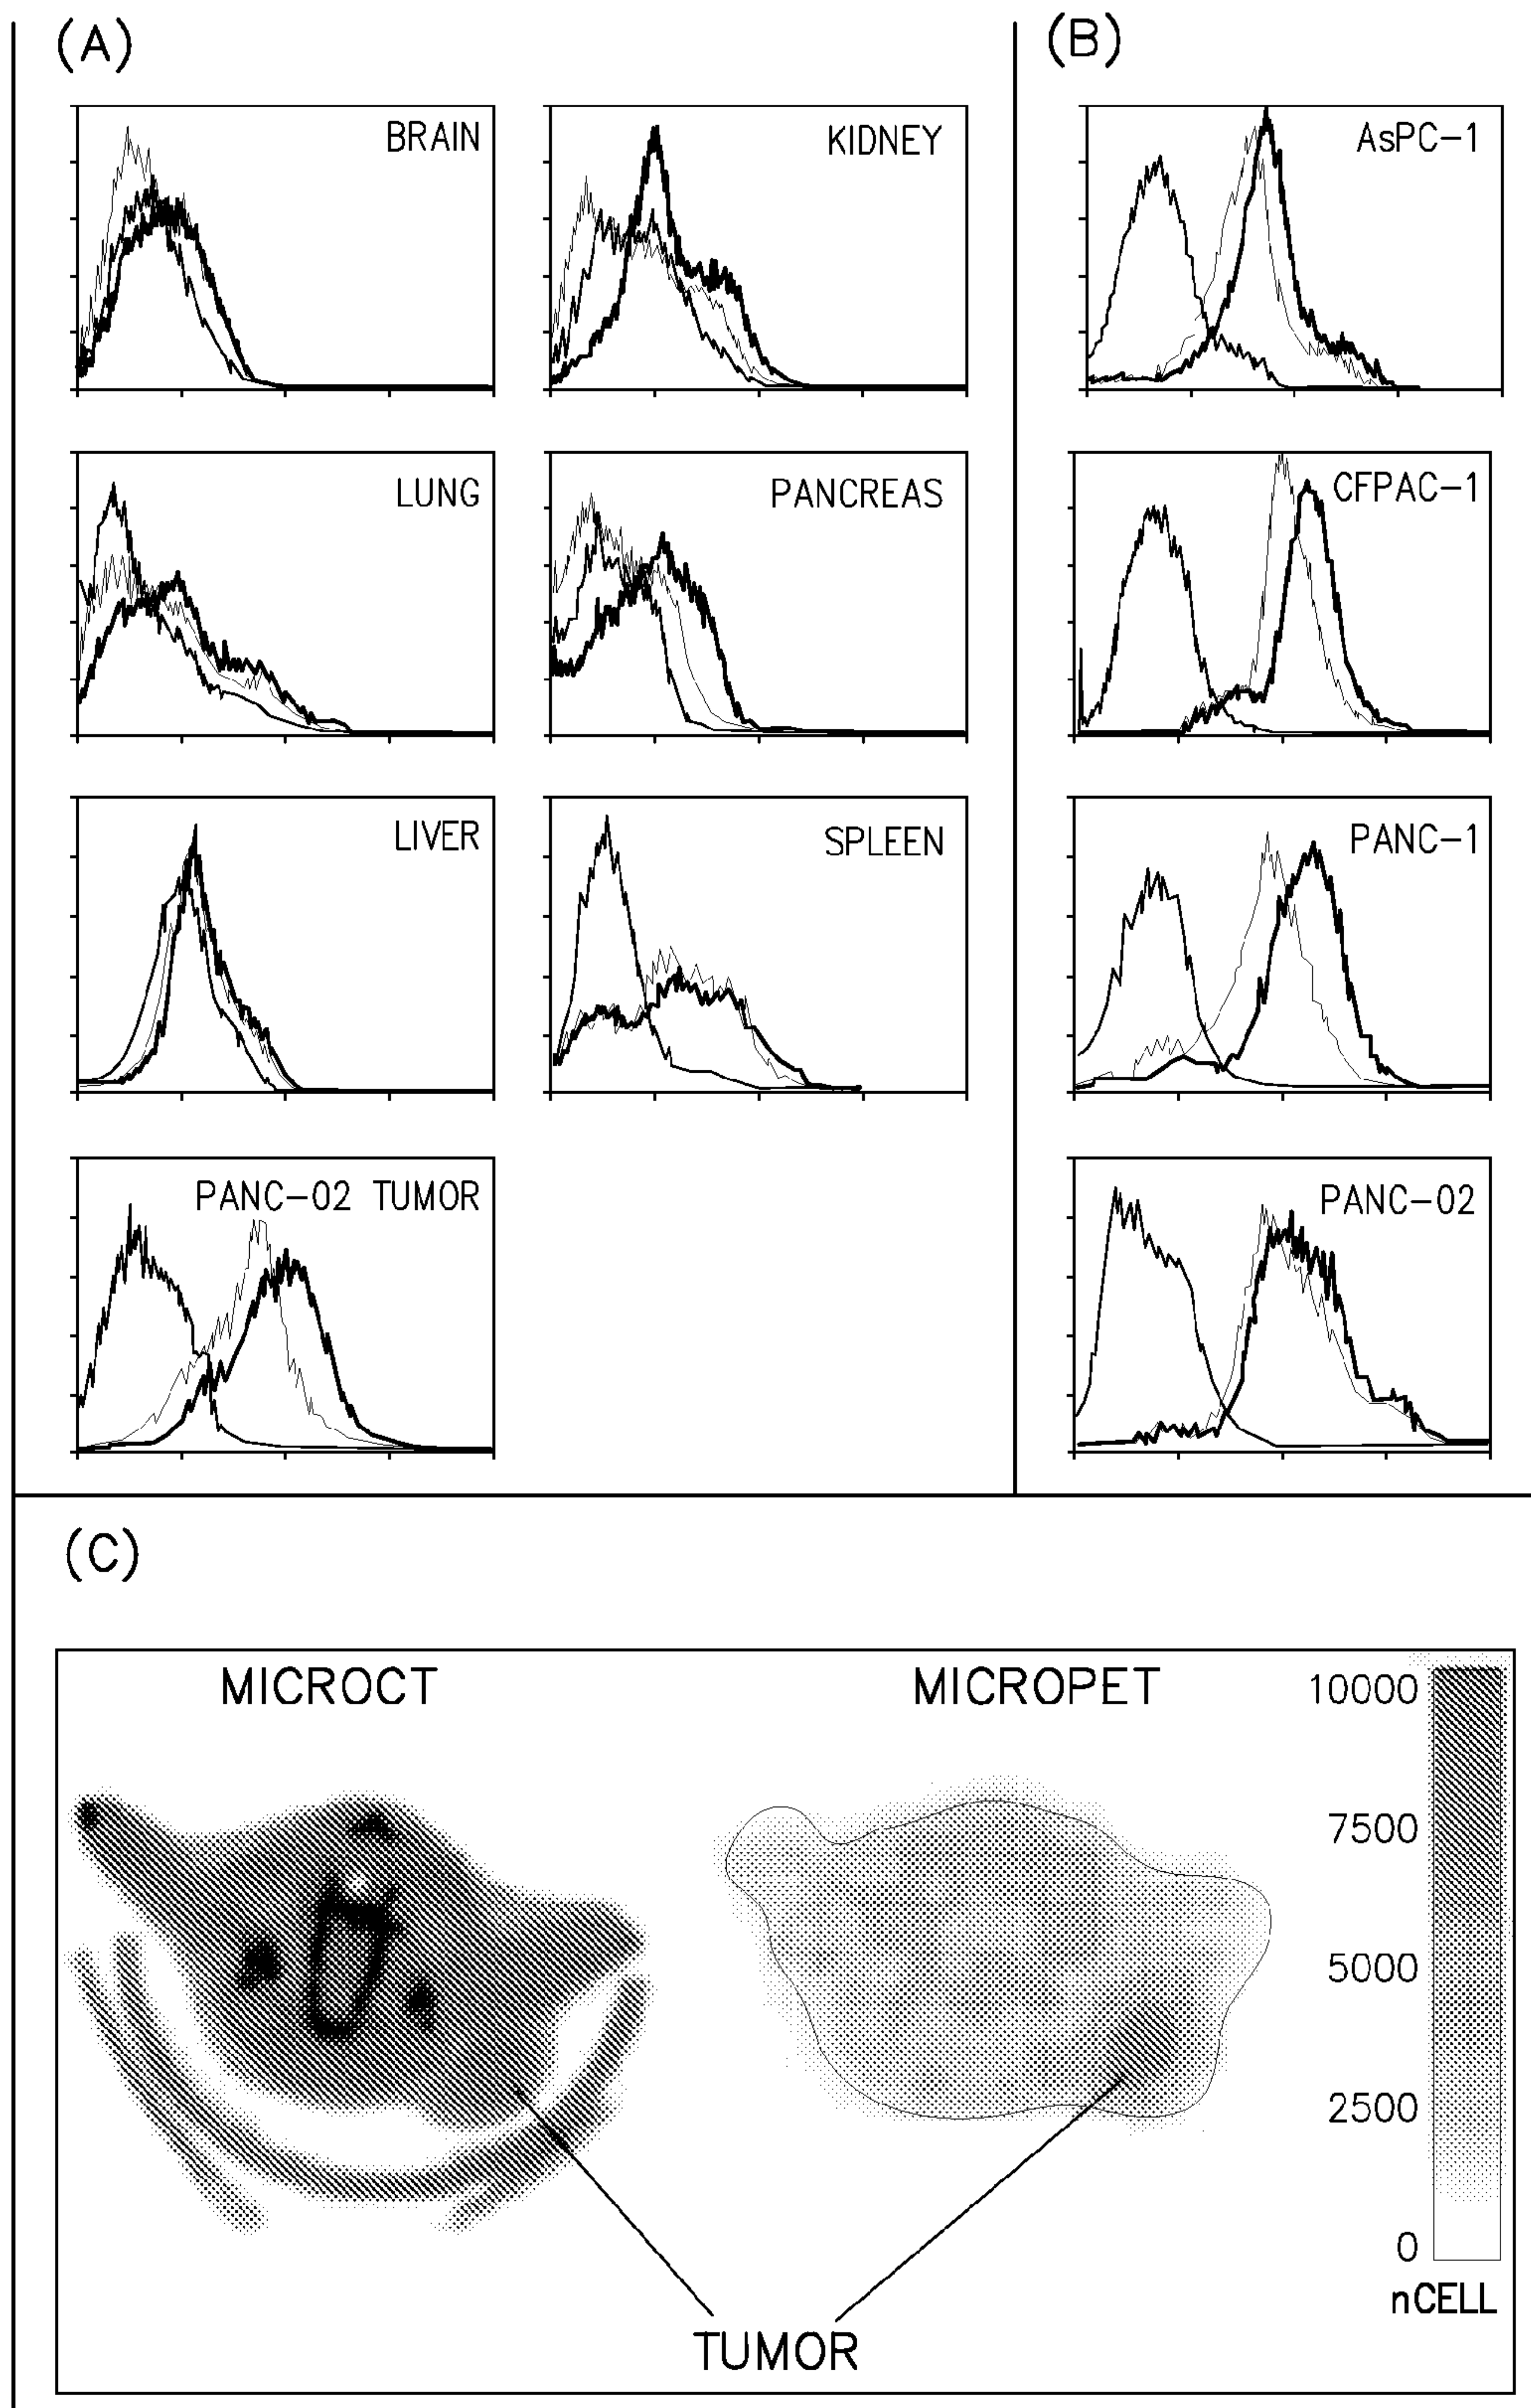 (A)
BRAIN
KIDNEY
LUNG
PANCREAS
LIVER
SPLEEN
PANC-02 TUMOR
(B)
AsPC-1
CFPAC-1
PANC-1
PANC-02
(C)
MICROCT
MICROPET
10000
7500
5000
2500
0
nCELL
TUMOR